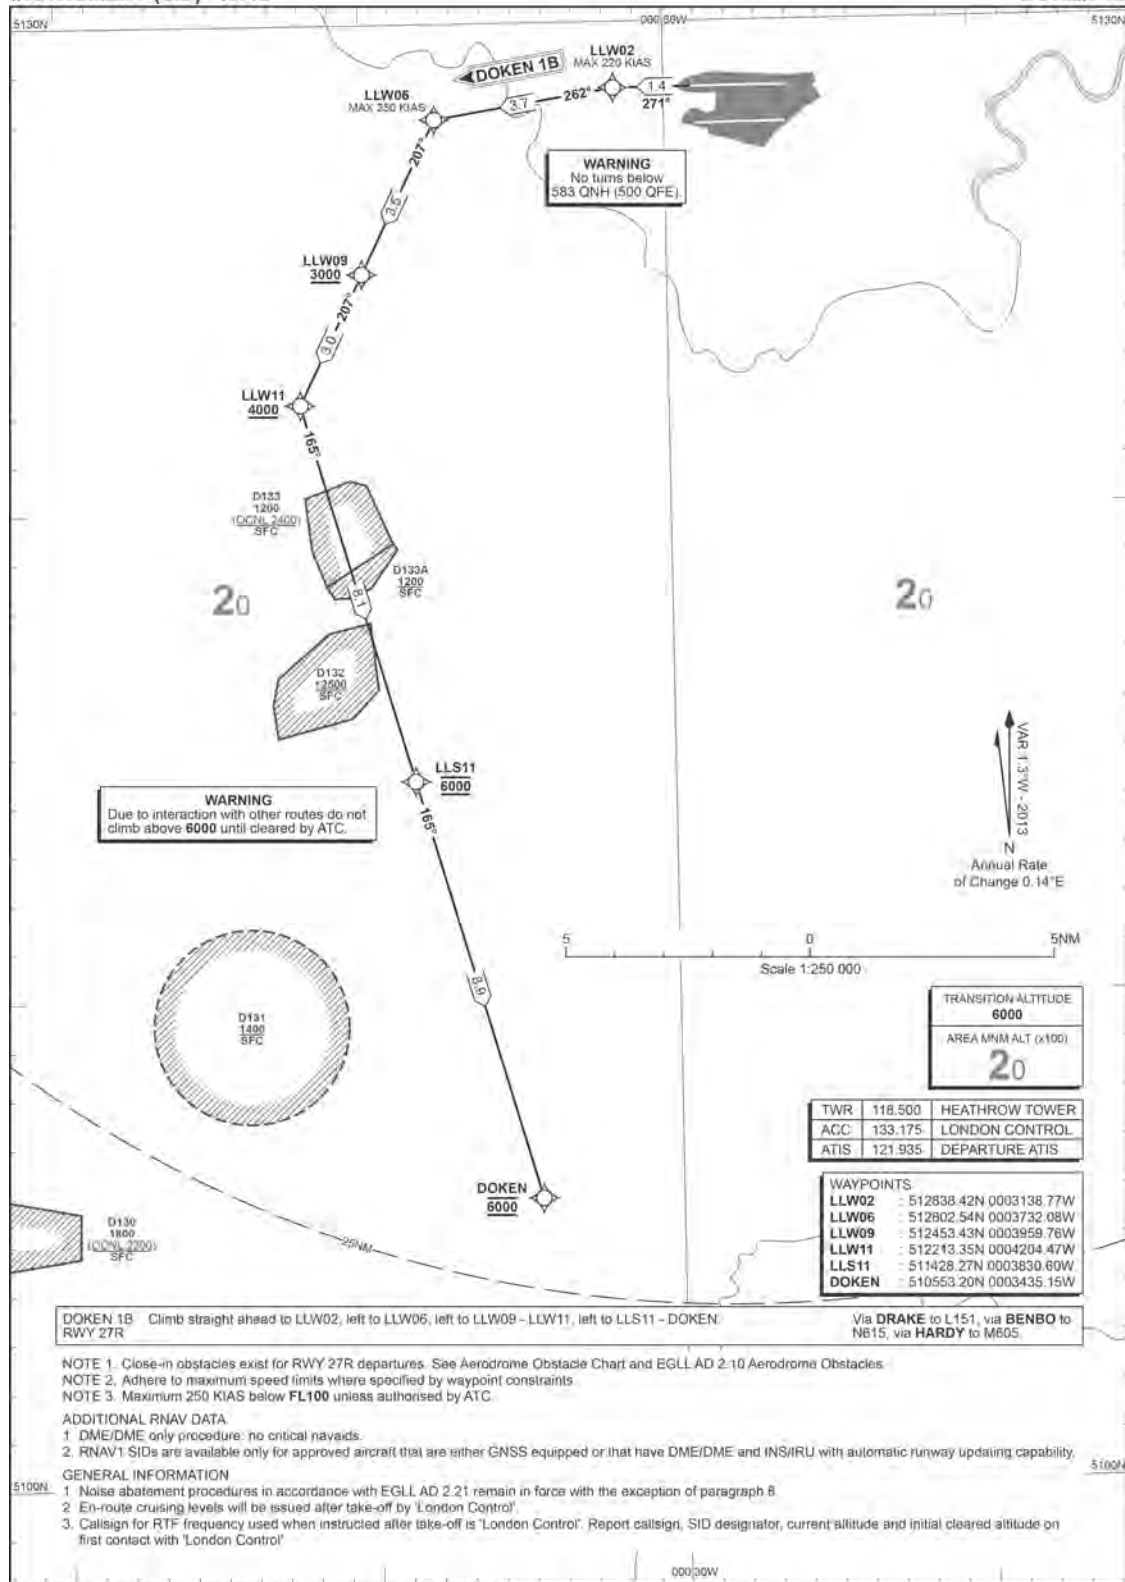 5130N
000 30W
5130N
LLW02
MAX 220 KIAS
DOKEN 1B
LLW06
MAX 250 KIAS
3.7
262°
1.4
271°
207°
WARNING
No turns below
583 QNH (500 QFE).
3.5
LLW09
3000
207°
3.0
LLW11
4000
165°
D133
1200
(OCNL 2400)
SFC
D133A
1200
SFC
8.1
20
20
D132
12500
SFC
LLS11
6000
165°
WARNING
Due to interaction with other routes do not
climb above 6000 until cleared by ATC.
VAR 1.3°W - 2013
N
Annual Rate
of Change 0.14°E
5 0 5NM
Scale 1:250 000
8.9
D131
1400
SFC
TRANSITION ALTITUDE
6000
AREA MNM ALT (x100)
20
TWR 118.500 HEATHROW TOWER
ACC 133.175 LONDON CONTROL
ATIS 121.935 DEPARTURE ATIS
DOKEN
6000
WAYPOINTS
LLW02 : 512838.42N 0003138.77W
LLW06 : 512802.54N 0003732.08W
LLW09 : 512453.43N 0003959.76W
LLW11 : 512213.35N 0004204.47W
LLS11 : 511428.27N 0003830.60W
DOKEN : 510553.20N 0003435.15W
D130
1800
(OCNL 2200)
SFC
25NM
DOKEN 1B Climb straight ahead to LLW02, left to LLW06, left to LLW09 - LLW11, left to LLS11 - DOKEN. Via DRAKE to L151, via BENBO to
RWY 27R N615, via HARDY to M605.
NOTE 1. Close-in obstacles exist for RWY 27R departures. See Aerodrome Obstacle Chart and EGLL AD 2.10 Aerodrome Obstacles
NOTE 2. Adhere to maximum speed limits where specified by waypoint constraints.
NOTE 3. Maximum 250 KIAS below FL100 unless authorised by ATC.
ADDITIONAL RNAV DATA
1 DME/DME only procedure: no critical navaids.
2. RNAV1 SIDs are available only for approved aircraft that are either GNSS equipped or that have DME/DME and INS/IRU with automatic runway updating capability.
GENERAL INFORMATION
5100N
5100N
1 Noise abatement procedures in accordance with EGLL AD 2.21 remain in force with the exception of paragraph 8
2 En-route cruising levels will be issued after take-off by 'London Control'.
3. Callsign for RTF frequency used when instructed after take-off is 'London Control'. Report callsign, SID designator, current altitude and initial cleared altitude on
first contact with 'London Control'
000 30W